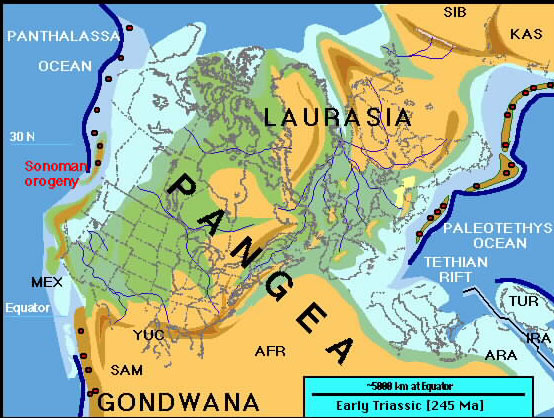 SIB
PANTHALASSA
OCEAN
KAS
LAURASIA
30 N
Sonoman
orogeny
PANGEA
PALEOTETHYS
OCEAN
TETHIAN
RIFT
MEX
Equator
TUR
YUC
IRA
AFR
ARA
SAM
GONDWANA
~5000 km at Equator
Early Triassic [245 Ma]